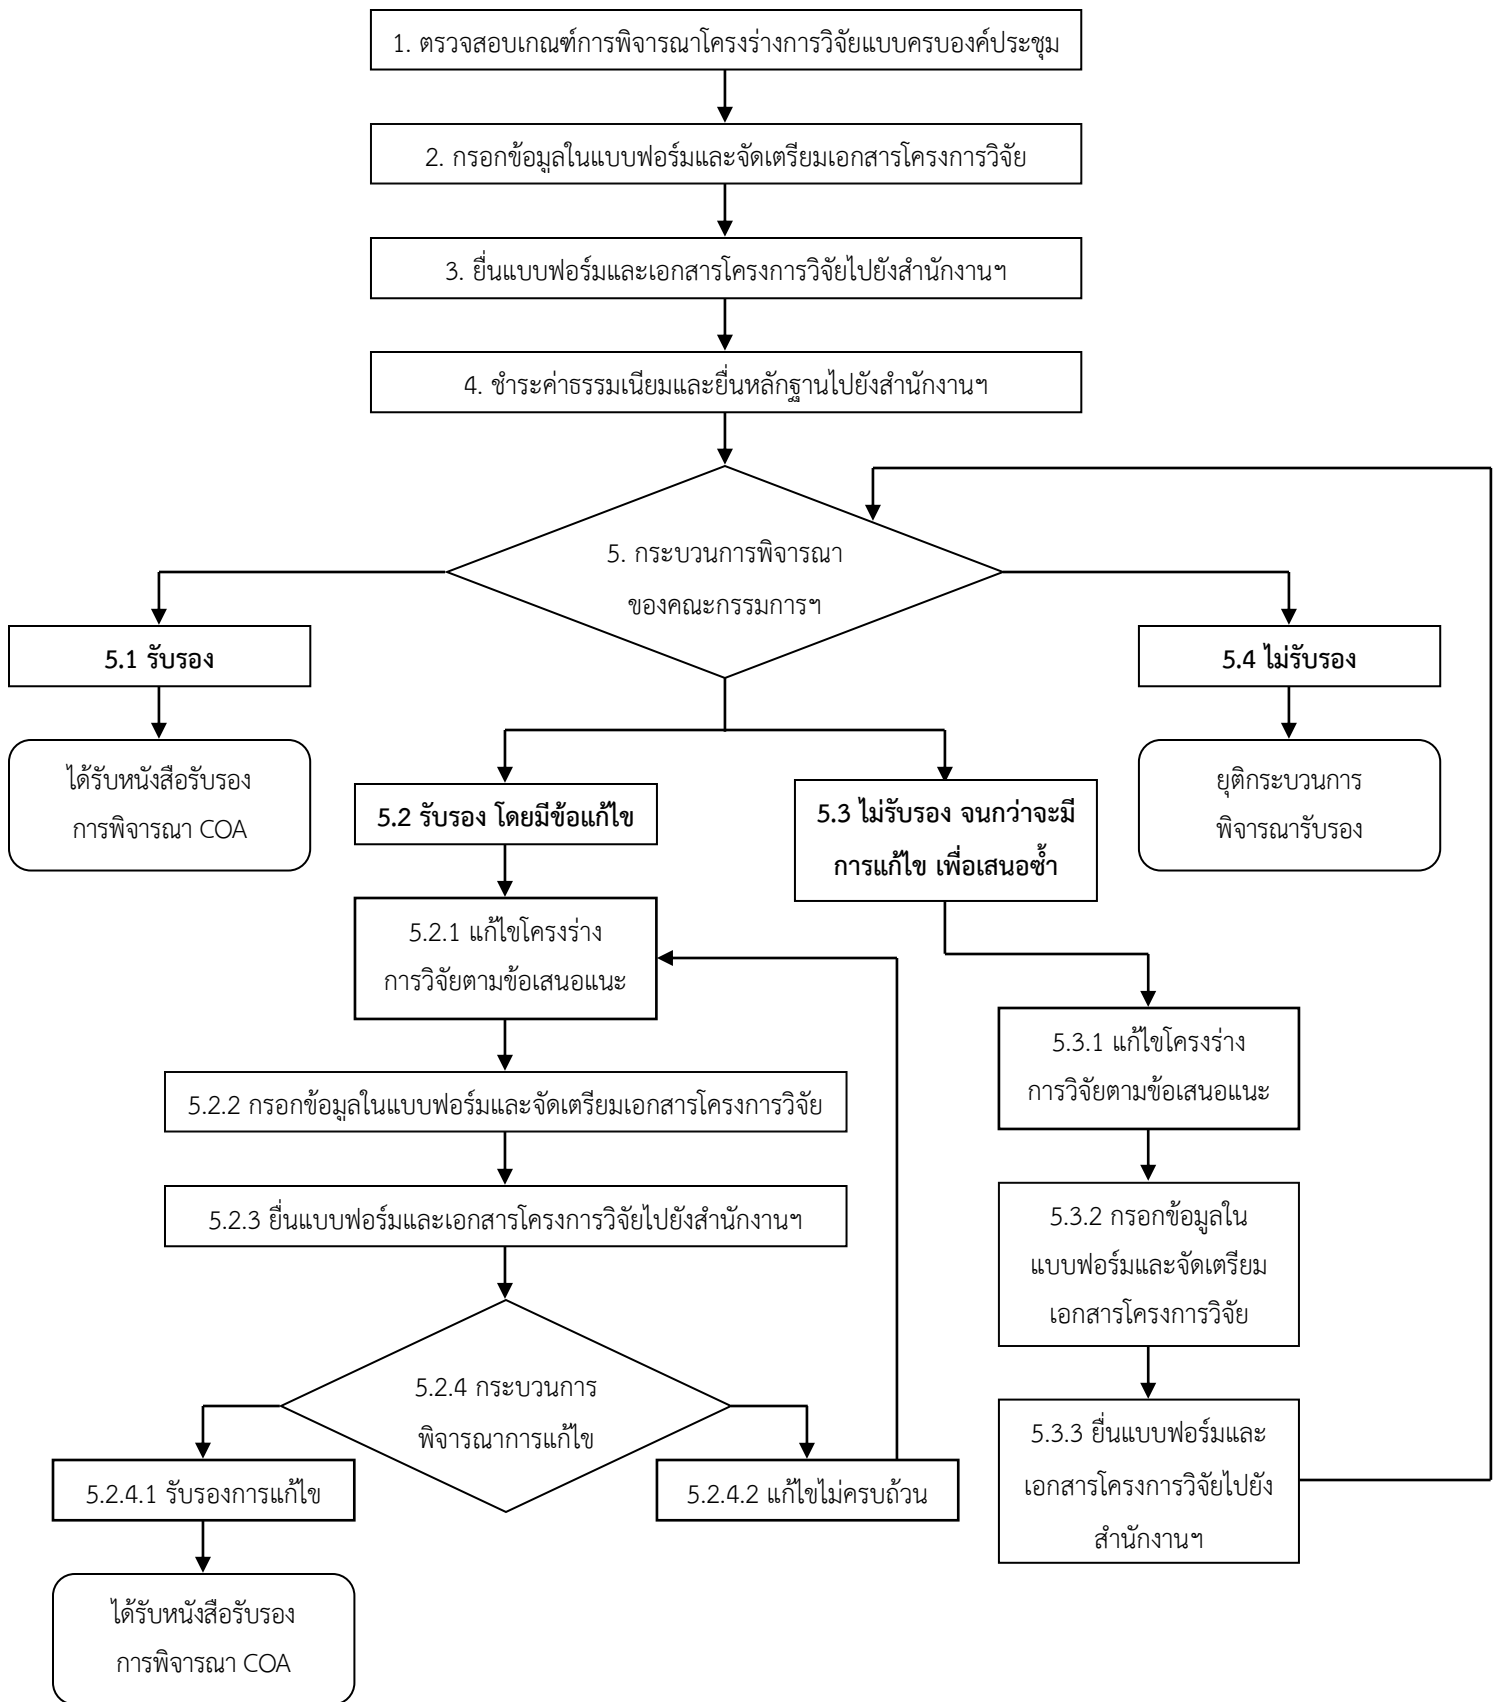 1. ตรวจสอบเกณฑ์การพิจารณาโครงร่างการวิจัยแบบครบองค์ประชุม
2. กรอกข้อมูลในแบบฟอร์มและจัดเตรียมเอกสารโครงการวิจัย
3. ยื่นแบบฟอร์มและเอกสารโครงการวิจัยไปยังสำนักงานฯ
4. ชำระค่าธรรมเนียมและยื่นหลักฐานไปยังสำนักงานฯ
5. กระบวนการพิจารณา
ของคณะกรรมการฯ
5.1 รับรอง
ได้รับหนังสือรับรอง
การพิจารณา COA
5.4 ไม่รับรอง
ยุติกระบวนการ
พิจารณารับรอง
5.2 รับรอง โดยมีข้อแก้ไข
5.3 ไม่รับรอง จนกว่าจะมี
การแก้ไข เพื่อเสนอซ้ำ
5.2.1 แก้ไขโครงร่าง
การวิจัยตามข้อเสนอแนะ
5.2.2 กรอกข้อมูลในแบบฟอร์มและจัดเตรียมเอกสารโครงการวิจัย
5.2.3 ยื่นแบบฟอร์มและเอกสารโครงการวิจัยไปยังสำนักงานฯ
5.2.4 กระบวนการ
พิจารณาการแก้ไข
5.2.4.1 รับรองการแก้ไข
5.2.4.2 แก้ไขไม่ครบถ้วน
ได้รับหนังสือรับรอง
การพิจารณา COA
5.3.1 แก้ไขโครงร่าง
การวิจัยตามข้อเสนอแนะ
5.3.2 กรอกข้อมูลใน
แบบฟอร์มและจัดเตรียม
เอกสารโครงการวิจัย
5.3.3 ยื่นแบบฟอร์มและ
เอกสารโครงการวิจัยไปยัง
สำนักงานฯ